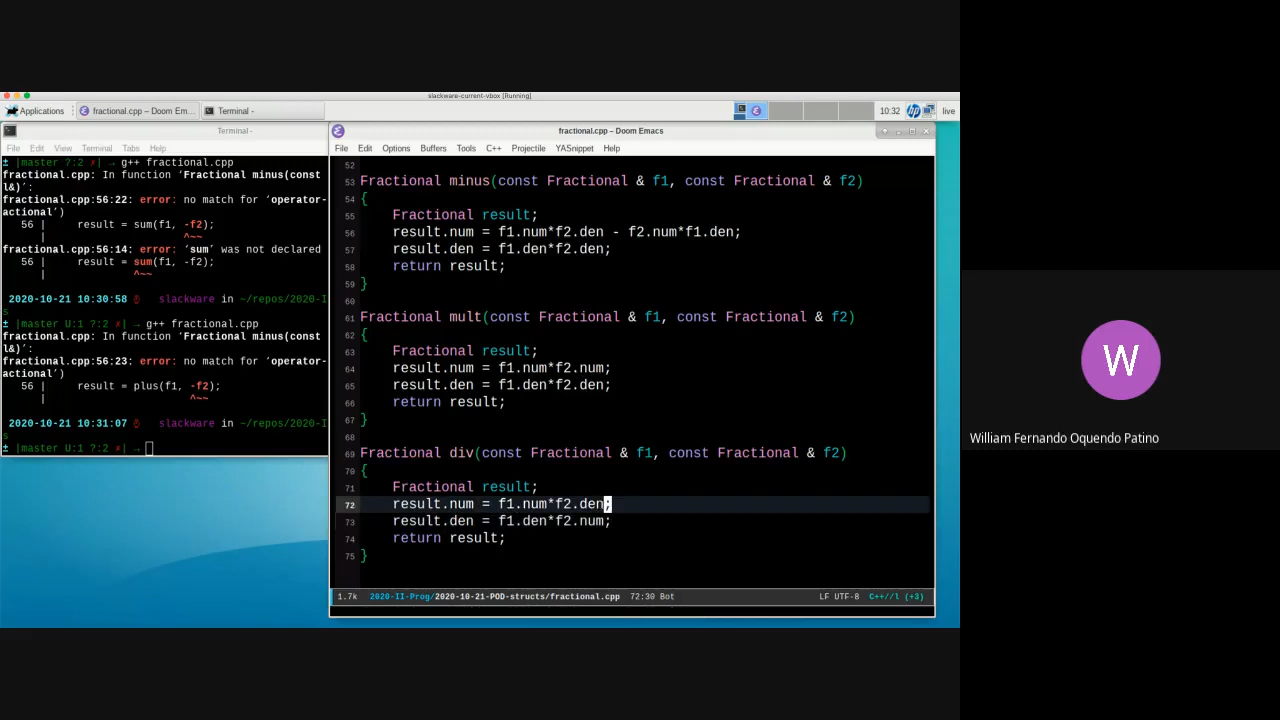 slackware-current-vbox [Running]
Applications
fractional.cpp – Doom Em...
Terminal -
10:32
live
Terminal -
File Edit View Terminal Tabs Help
± |master ?:2 ✗| → g++ fractional.cpp
fractional.cpp: In function ‘Fractional minus(const
l&)’:
fractional.cpp:56:22: error: no match for ‘operator-
actional’)
56 | result = sum(f1, -f2);
| ^~~
fractional.cpp:56:14: error: ‘sum’ was not declared
56 | result = sum(f1, -f2);
| ^~~
2020-10-21 10:30:58 slackware in ~/repos/2020-I
s
± |master U:1 ?:2 ✗| → g++ fractional.cpp
fractional.cpp: In function ‘Fractional minus(const
l&)’:
fractional.cpp:56:23: error: no match for ‘operator-
actional’)
56 | result = plus(f1, -f2);
| ^~~
2020-10-21 10:31:07 slackware in ~/repos/2020-I
s
± |master U:1 ?:2 ✗| →
fractional.cpp – Doom Emacs
File Edit Options Buffers Tools C++ Projectile YASnippet Help
52
53 Fractional minus(const Fractional & f1, const Fractional & f2)
54 {
55 Fractional result;
56 result.num = f1.num*f2.den - f2.num*f1.den;
57 result.den = f1.den*f2.den;
58 return result;
59 }
60
61 Fractional mult(const Fractional & f1, const Fractional & f2)
62 {
63 Fractional result;
64 result.num = f1.num*f2.num;
65 result.den = f1.den*f2.den;
66 return result;
67 }
68
69 Fractional div(const Fractional & f1, const Fractional & f2)
70 {
71 Fractional result;
72 result.num = f1.num*f2.den;
73 result.den = f1.den*f2.num;
74 return result;
75 }
1.7k 2020-II-Prog/2020-10-21-POD-structs/fractional.cpp 72:30 Bot LF UTF-8 C++//l (+3)
W
William Fernando Oquendo Patino